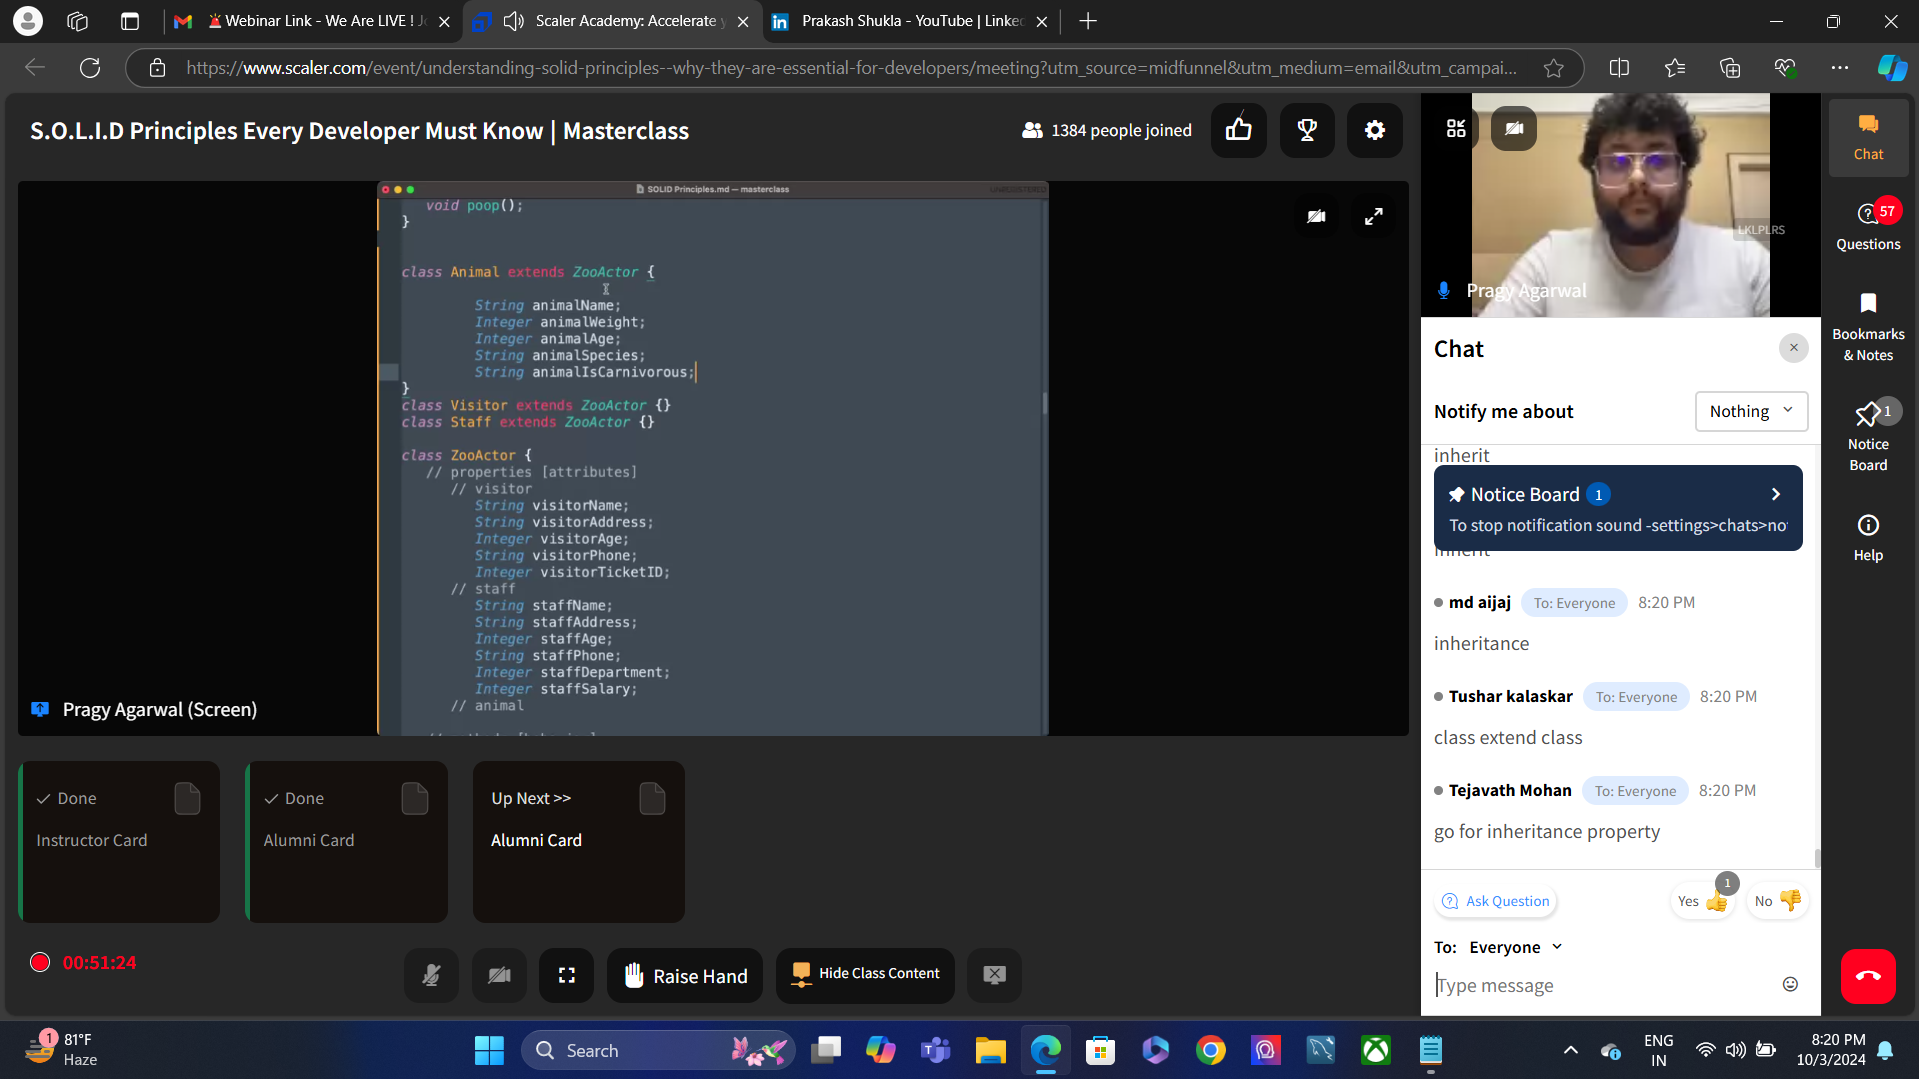 🚨Webinar Link - We Are LIVE ! Jo
Scaler Academy: Accelerate y
Prakash Shukla - YouTube | Linked
https://www.scaler.com/event/understanding-solid-principles--why-they-are-essential-for-developers/meeting?utm_source=midfunnel&utm_medium=email&utm_campai...
S.O.L.I.D Principles Every Developer Must Know | Masterclass
1384 people joined
SOLID Principles.md — masterclass
UNREGISTERED
void poop();
}
class Animal extends ZooActor {
String animalName;
Integer animalWeight;
Integer animalAge;
String animalSpecies;
String animalIsCarnivorous;
}
class Visitor extends ZooActor {}
class Staff extends ZooActor {}
class ZooActor {
// properties [attributes]
// visitor
String visitorName;
String visitorAddress;
Integer visitorAge;
String visitorPhone;
Integer visitorTicketID;
// staff
String staffName;
String staffAddress;
Integer staffAge;
String staffPhone;
Integer staffDepartment;
Integer staffSalary;
// animal
Pragy Agarwal (Screen)
LKLPLRS
Pragy Agarwal
Chat
57
Questions
Bookmarks
& Notes
1
Notice
Board
Help
Chat
Notify me about
Nothing
inherit
Notice Board 1
To stop notification sound -settings>chats>no
inherit
md aijaj To: Everyone 8:20 PM
inheritance
Tushar kalaskar To: Everyone 8:20 PM
class extend class
Tejavath Mohan To: Everyone 8:20 PM
go for inheritance property
1
Ask Question
Yes
No
To: Everyone
Type message
Done
Instructor Card
Done
Alumni Card
Up Next >>
Alumni Card
00:51:24
Raise Hand
Hide Class Content
1
81°F
Haze
Search
ENG
IN
8:20 PM
10/3/2024